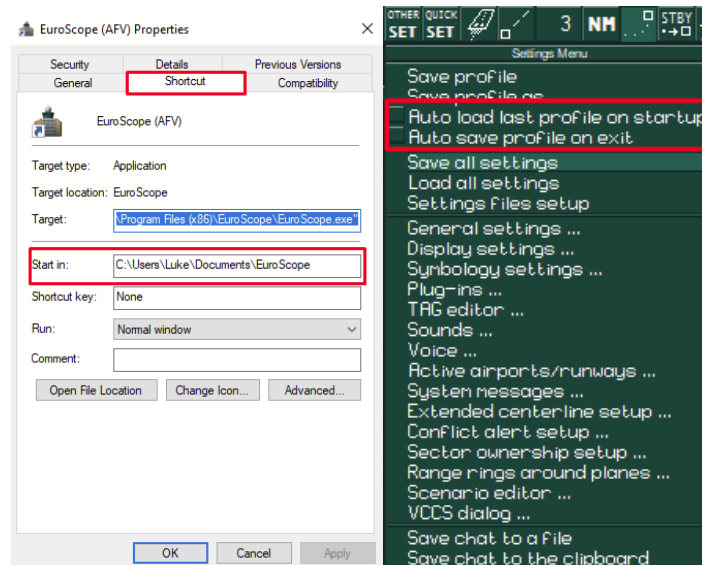 EuroScope (AFV) Properties
Security Details Previous Versions
General Shortcut Compatibility
EuroScope (AFV)
Target type: Application
Target location: EuroScope
Target: \Program Files (x86)\EuroScope\EuroScope.exe"
Start in: C:\Users\Luke\Documents\EuroScope
Shortcut key: None
Run: Normal window
Comment:
Open File Location Change Icon... Advanced...
OK Cancel Apply
OTHER QUICK
SET SET 3 NM STBY
Settings Menu
Save profile
Save profile as
Auto load last profile on startup
Auto save profile on exit
Save all settings
Load all settings
Settings files setup
General settings ...
Display settings ...
Symbology settings ...
Plug-ins ...
TAG editor ...
Sounds ...
Voice ...
Active airports/runways ...
System messages ...
Extended centerline setup ...
Conflict alert setup ...
Sector ownership setup ...
Range rings around planes ...
Scenario editor ...
VCCS dialog ...
Save chat to a file
Save chat to the clipboard